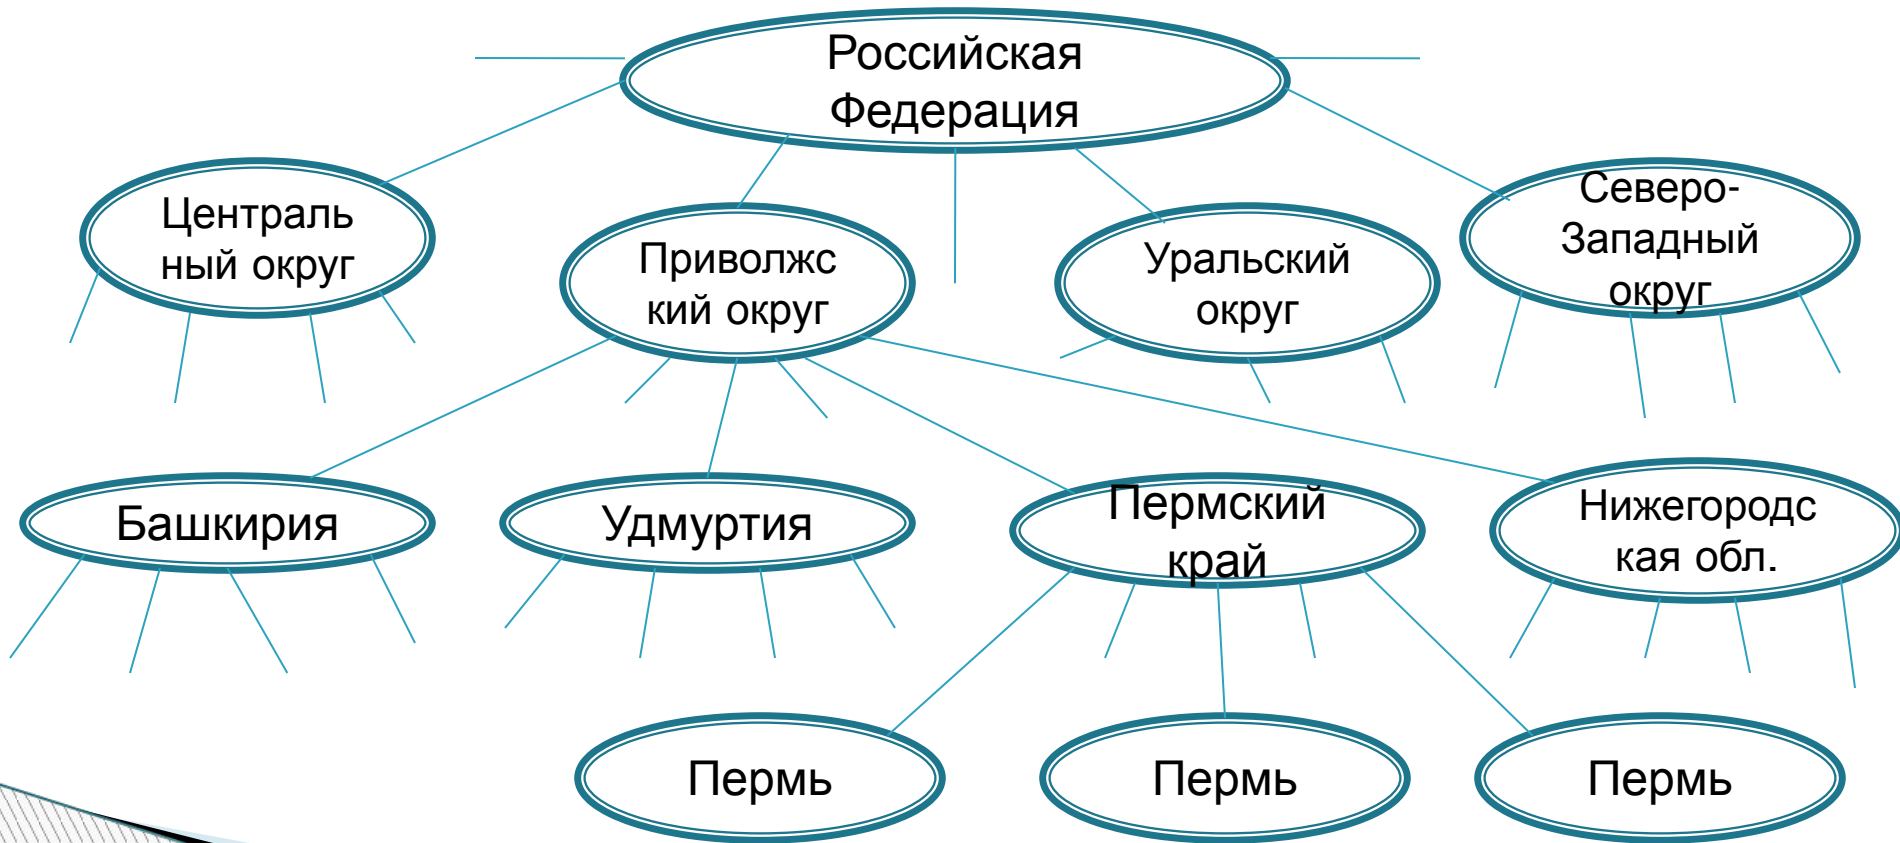 Российская
Федерация
Централь
ный округ
Приволжс
кий округ
Уральский
округ
Северо-
Западный
округ
Башкирия
Удмуртия
Пермский
край
Нижегородс
кая обл.
Пермь
Пермь
Пермь